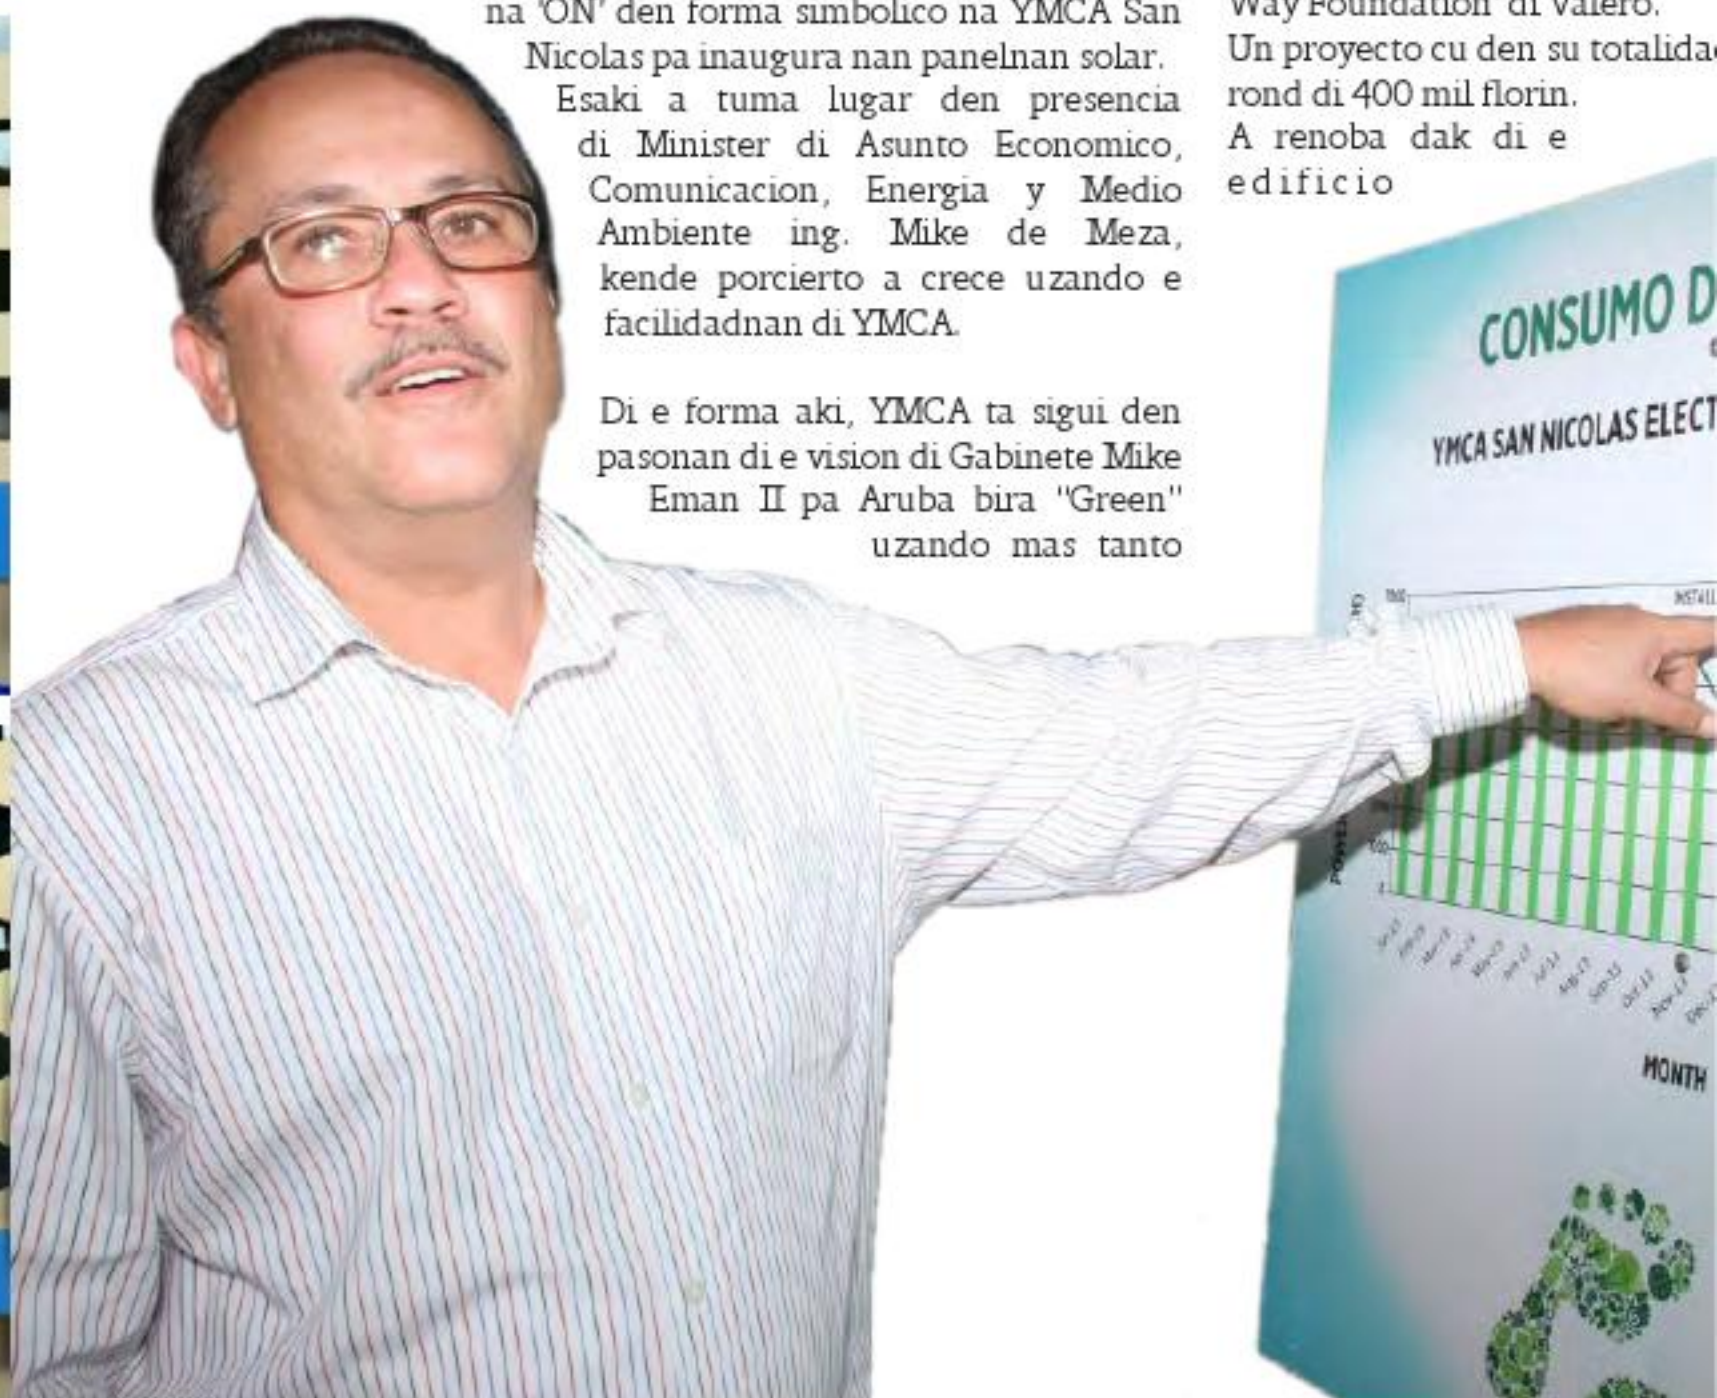 na 'ON' den forma simbolico na YMCA San
Nicolas pa inaugura nan panelnan solar.
Esaki a tuma lugar den presencia
di Minister di Asunto Economico,
Comunicacion, Energia y Medio
Ambiente ing. Mike de Meza,
kende porcierto a crece uzando e
facilidadnan di YMCA.
Di e forma aki, YMCA ta sigui den
pasonan di e vision di Gabinete Mike
Eman II pa Aruba bira "Green"
uzando mas tanto
Way Foundation di Valero.
Un proyecto cu den su totalidad
rond di 400 mil florin.
A renoba dak di e
edificio
CONSUMO D
YMCA SAN NICOLAS ELECT
MONTH